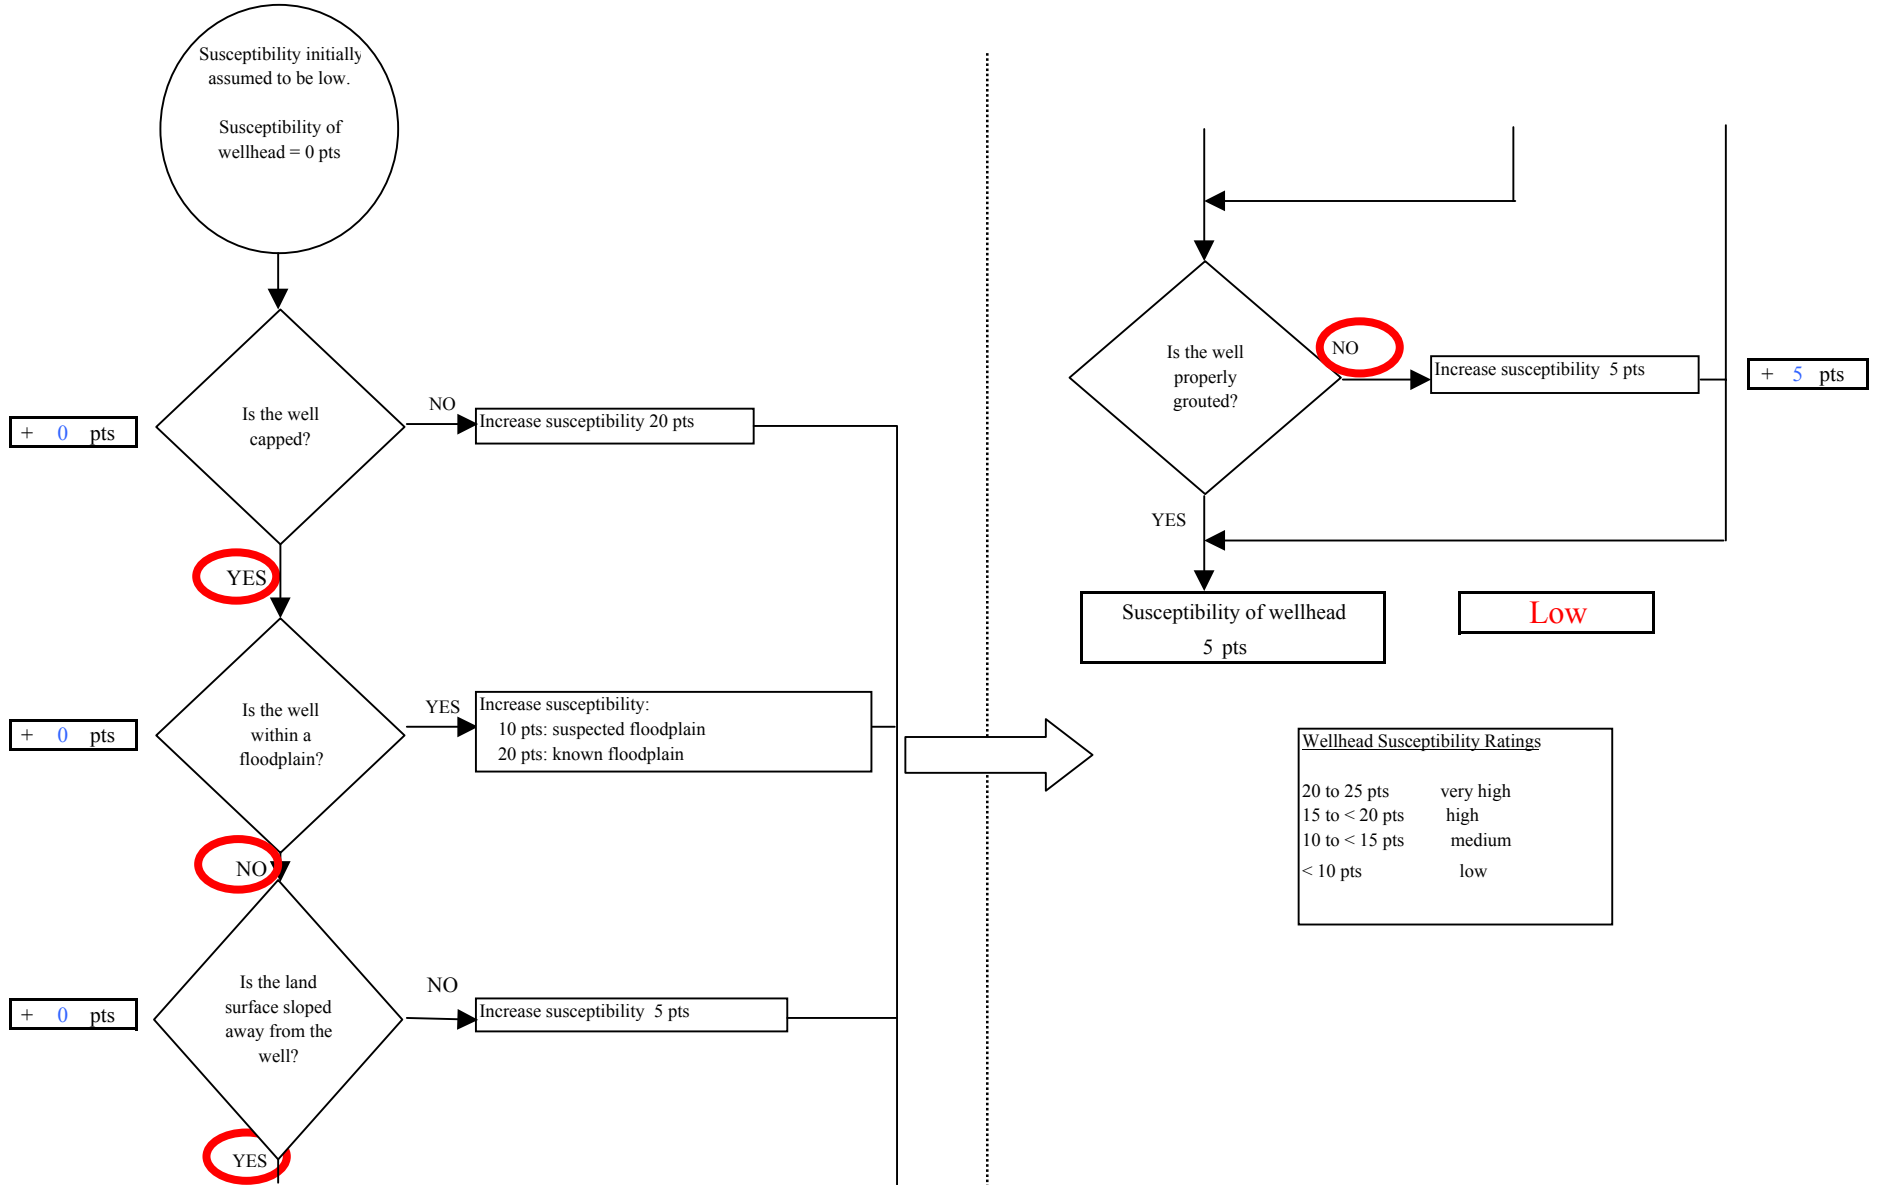 Susceptibility initially
assumed to be low.
Susceptibility of
wellhead = 0 pts
Is the well
capped?
NO
Increase susceptibility 20 pts
+ 0 pts
YES
Is the well
within a
floodplain?
YES
Increase susceptibility:
10 pts: suspected floodplain
20 pts: known floodplain
+ 0 pts
NO
Is the land
surface sloped
away from the
well?
NO
Increase susceptibility 5 pts
+ 0 pts
YES
Is the well
properly
grouted?
NO
Increase susceptibility 5 pts
+ 5 pts
YES
Susceptibility of wellhead
5 pts
Low
Wellhead Susceptibility Ratings
20 to 25 pts very high
15 to < 20 pts high
10 to < 15 pts medium
< 10 pts low